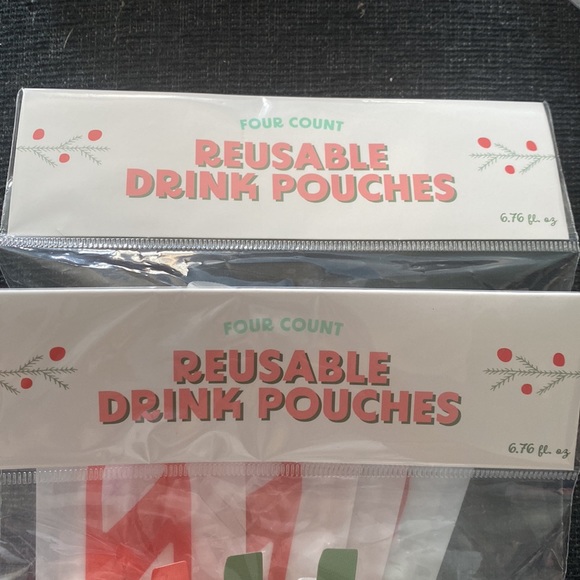 FOUR COUNT
REUSABLE
DRINK POUCHES
6.76 fl. oz
FOUR COUNT
REUSABLE
DRINK POUCHES
6.76 fl. oz